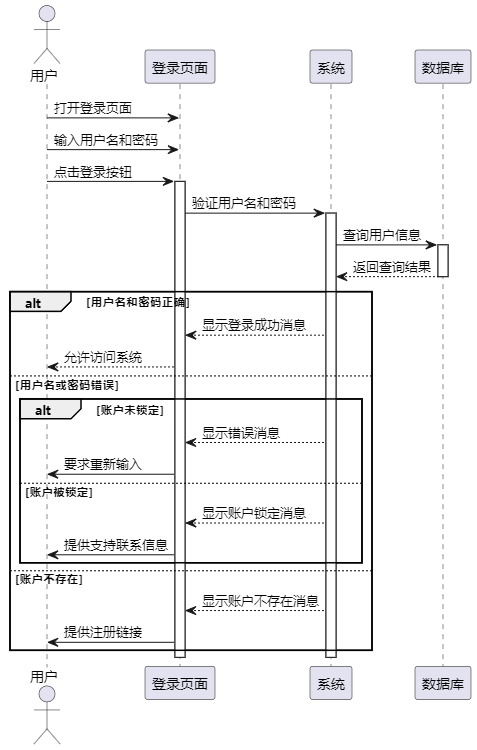 用户
登录页面
系统
数据库
打开登录页面
输入用户名和密码
点击登录按钮
验证用户名和密码
查询用户信息
返回查询结果
alt
[用户名和密码正确]
显示登录成功消息
允许访问系统
[用户名或密码错误]
alt
[账户未锁定]
显示错误消息
要求重新输入
[账户被锁定]
显示账户锁定消息
提供支持联系信息
[账户不存在]
显示账户不存在消息
提供注册链接
用户
登录页面
系统
数据库